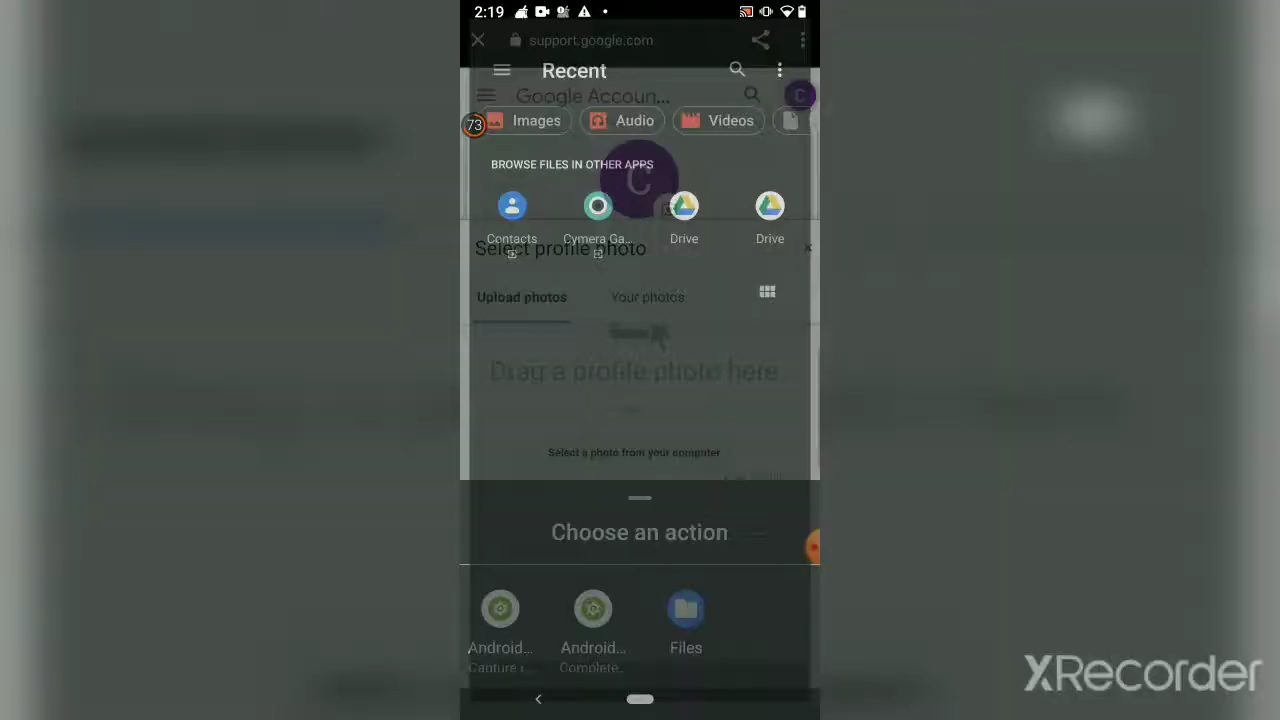 2:19
support.google.com
Recent
Google Accoun...
C
73
Images
Audio
Videos
BROWSE FILES IN OTHER APPS
C
Contacts
Cymera Ga...
Drive
Drive
Select profile photo
Upload photos
Your photos
Drag a profile photo here
Select a photo from your computer
Choose an action
Android...
Android...
Files
Capture
Complete
XRecorder